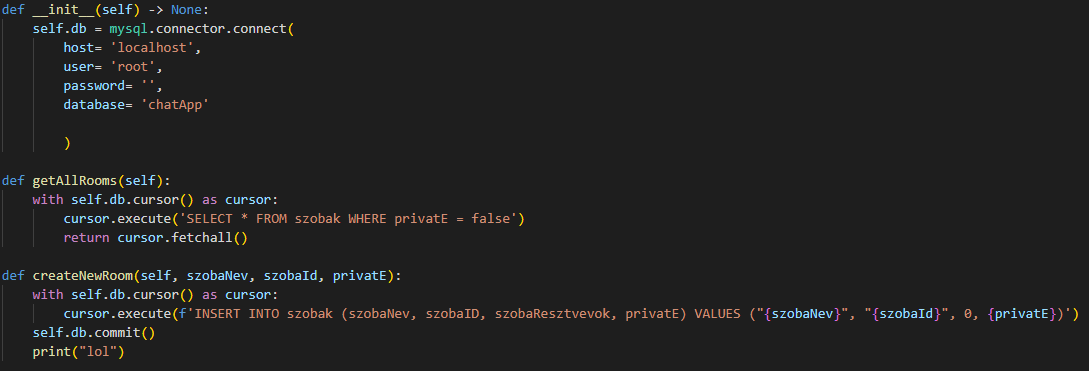 def __init__(self) -> None:
    self.db = mysql.connector.connect(
        host= 'localhost',
        user= 'root',
        password= '',
        database= 'chatApp'
        )
def getAllRooms(self):
    with self.db.cursor() as cursor:
        cursor.execute('SELECT * FROM szobak WHERE privatE = false')
        return cursor.fetchall()
def createNewRoom(self, szobaNev, szobaId, privatE):
    with self.db.cursor() as cursor:
        cursor.execute(f'INSERT INTO szobak (szobaNev, szobaID, szobaResztvevok, privatE) VALUES ("{szobaNev}", "{szobaId}", 0, {privatE})')
    self.db.commit()
    print("lol")